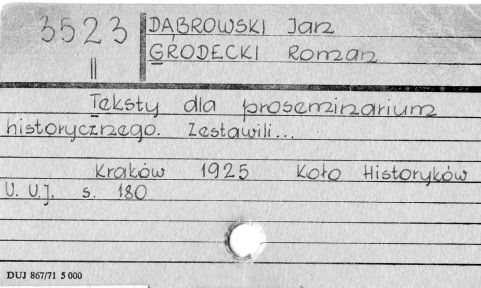 3523 DĄBROWSKI Jan
II GRODECKI Roman
Teksty dla proseminarium
historycznego. Zestawili...
Kraków 1925 Koło Historyków
U. U.J. s. 180
DUJ 867/71 5 000